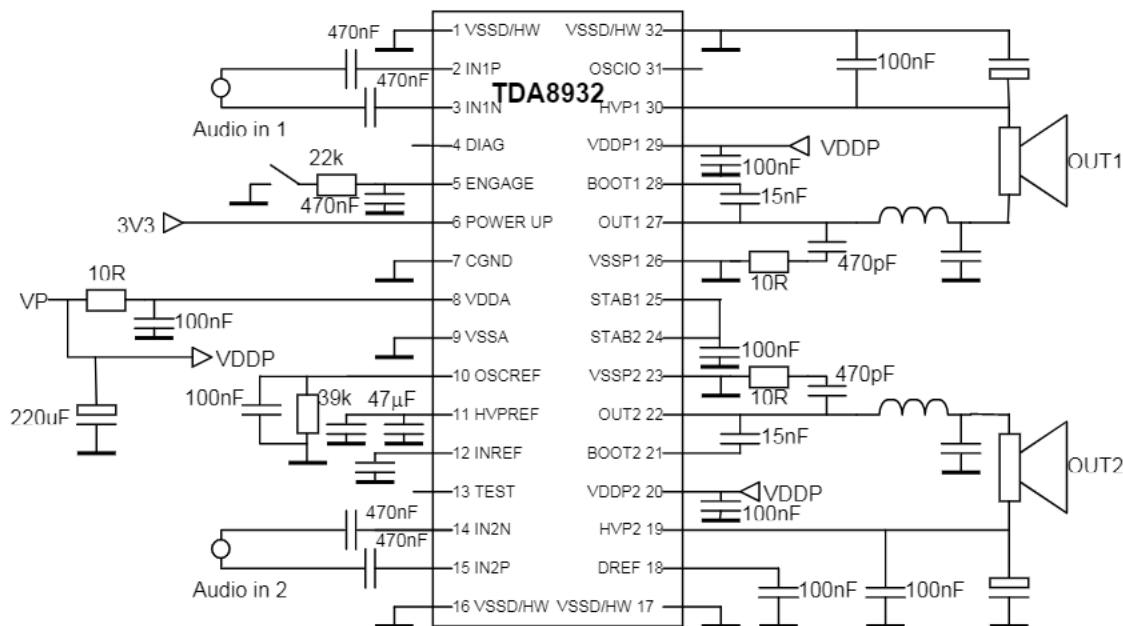 470nF
1 VSSD/HW VSSD/HW 32
100nF
2 IN1P OSCIO 31
470nF
TDA8932
3 IN1N HVP1 30
Audio in 1
4 DIAG VDDP1 29 VDDP
100nF
OUT1
22k
5 ENGAGE BOOT1 28
470nF 15nF
3V3 6 POWER UP OUT1 27
7 CGND VSSP1 26
470pF
10R 10R
VP 8 VDDA STAB1 25
100nF
9 VSSA STAB2 24
VDDP 100nF
10 OSCREF VSSP2 23
470pF
100nF 39k 47µF 10R
220uF 11 HVPREF OUT2 22
15nF
12 INREF BOOT2 21
OUT2
13 TEST VDDP2 20 VDDP
470nF 100nF
14 IN2N HVP2 19
470nF
15 IN2P DREF 18
Audio in 2 100nF 100nF
16 VSSD/HW VSSD/HW 17